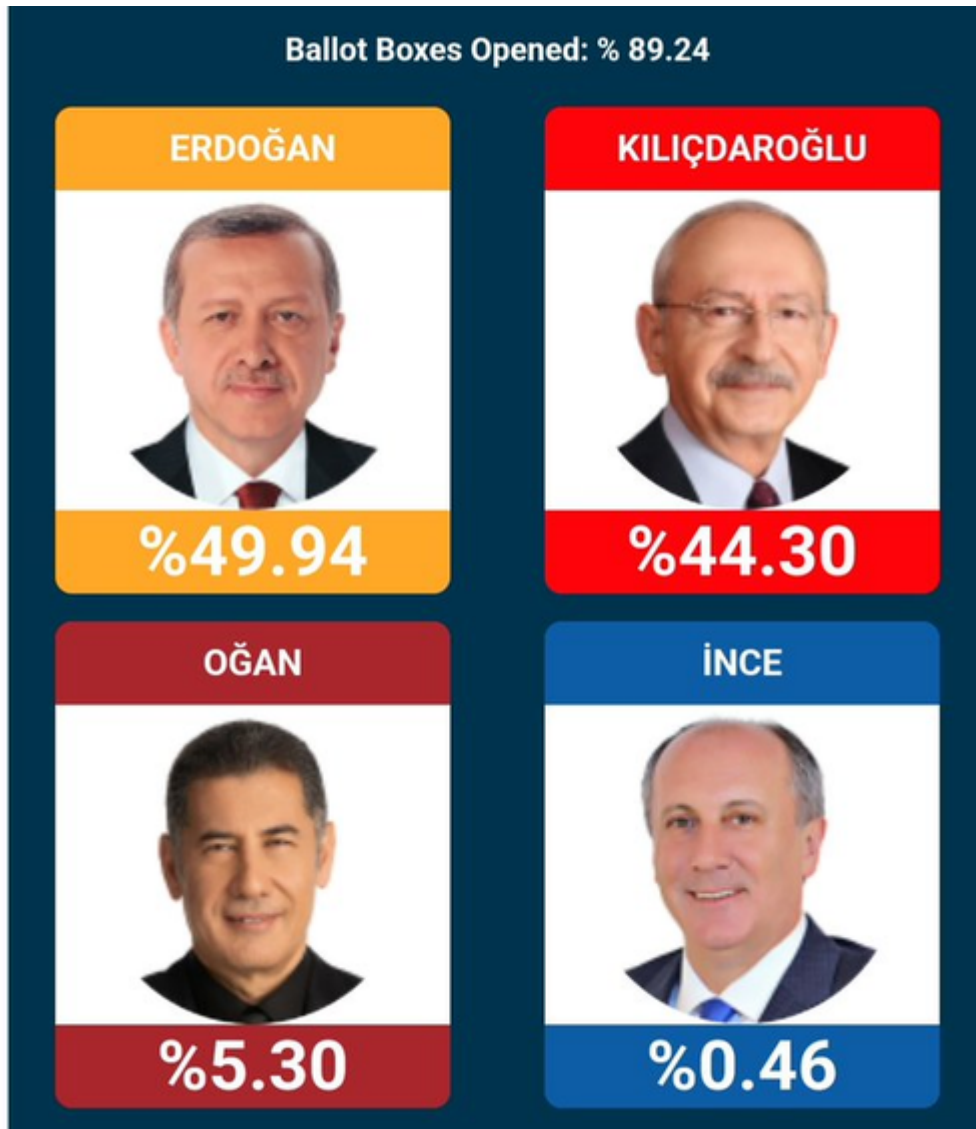 Ballot Boxes Opened: % 89.24
ERDOĞAN
KILIÇDAROĞLU
%49.94
%44.30
OĞAN
İNCE
%5.30
%0.46